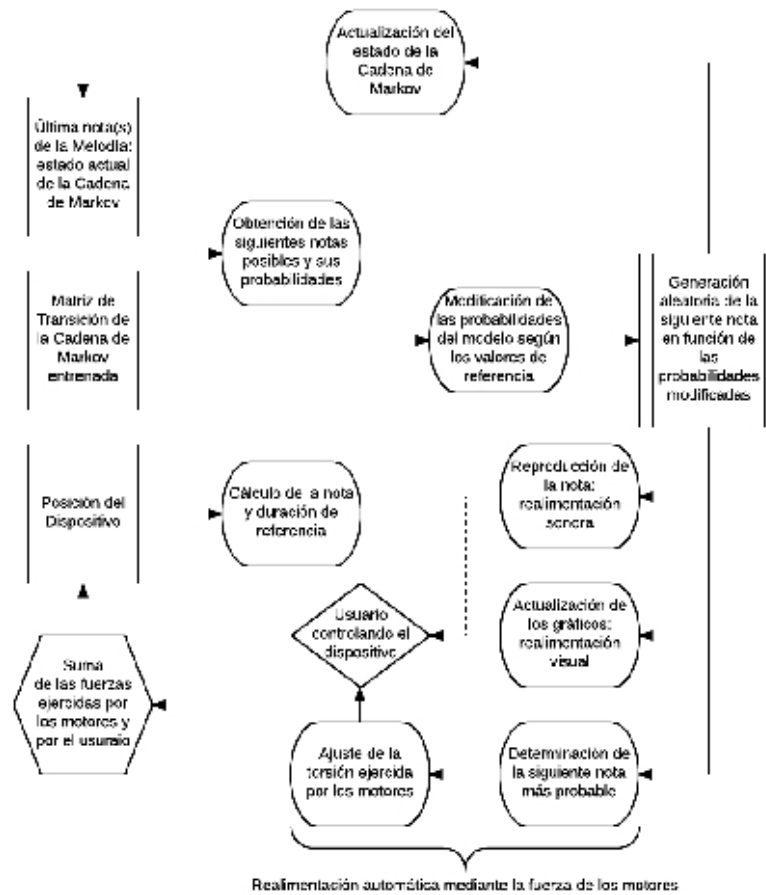 Actualización del
estado de la
Cadena de
Markov
Última nota(s)
de la Melodía:
estado actual
de la Cadena
de Markov
Obtención de las
siguientes notas
posibles y sus
probabilidades
Matriz de
Transición de
la Cadena de
Markov
entrenada
Modificación de
las probabilidades
del modelo según
los valores de
referencia
Generación
aleatoria de la
siguiente nota
en función de
las
probabilidades
modificadas
Posición del
Dispositivo
Cálculo de la nota
y duración de
referencia
Reproducción de
la nota:
realimentación
sonora
Usuario
controlando el
dispositivo
Actualización de
los gráficos:
realimentación
visual
Suma
de las fuerzas
ejercidas por
los motores y
por el usuraio
Ajuste de la
torsión ejercida
por los motores
Determinación de
la siguiente nota
más probable
Realimentación automática mediante la fuerza de los motores